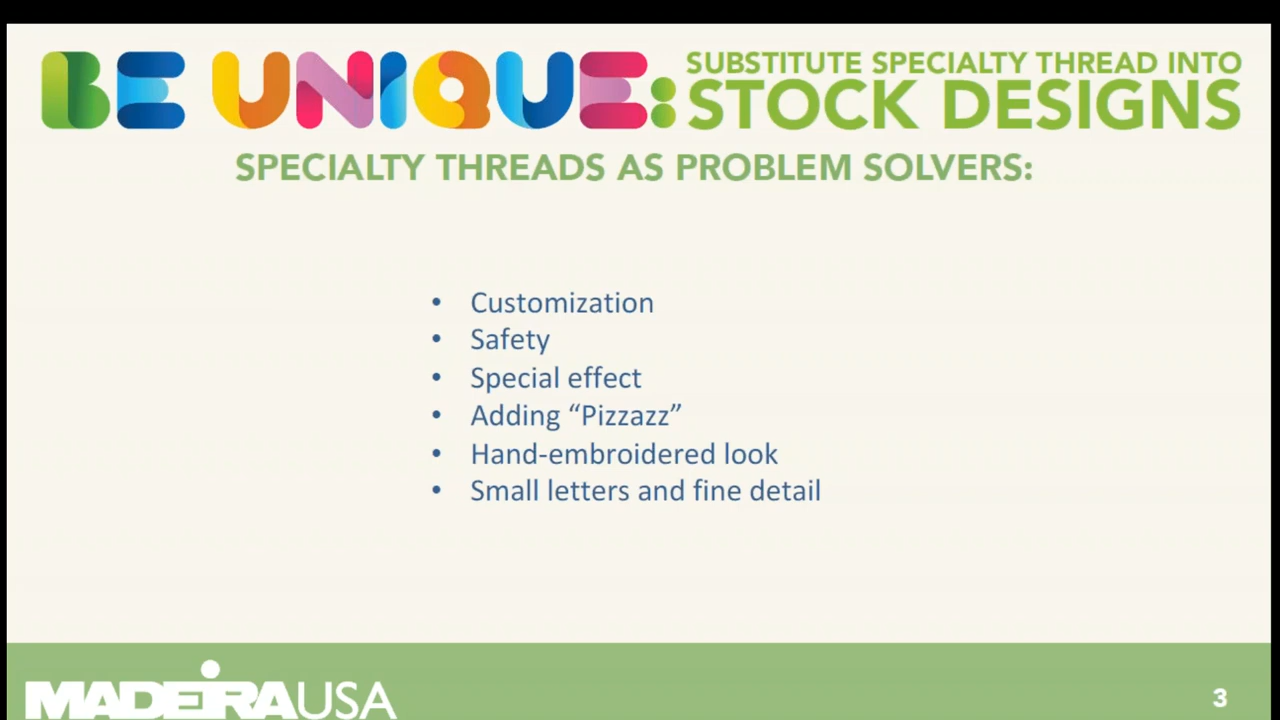 BE UNIQUE: SUBSTITUTE SPECIALTY THREAD INTO
STOCK DESIGNS
SPECIALTY THREADS AS PROBLEM SOLVERS:
• Customization
• Safety
• Special effect
• Adding “Pizzazz”
• Hand-embroidered look
• Small letters and fine detail
MADEIRAUSA
3